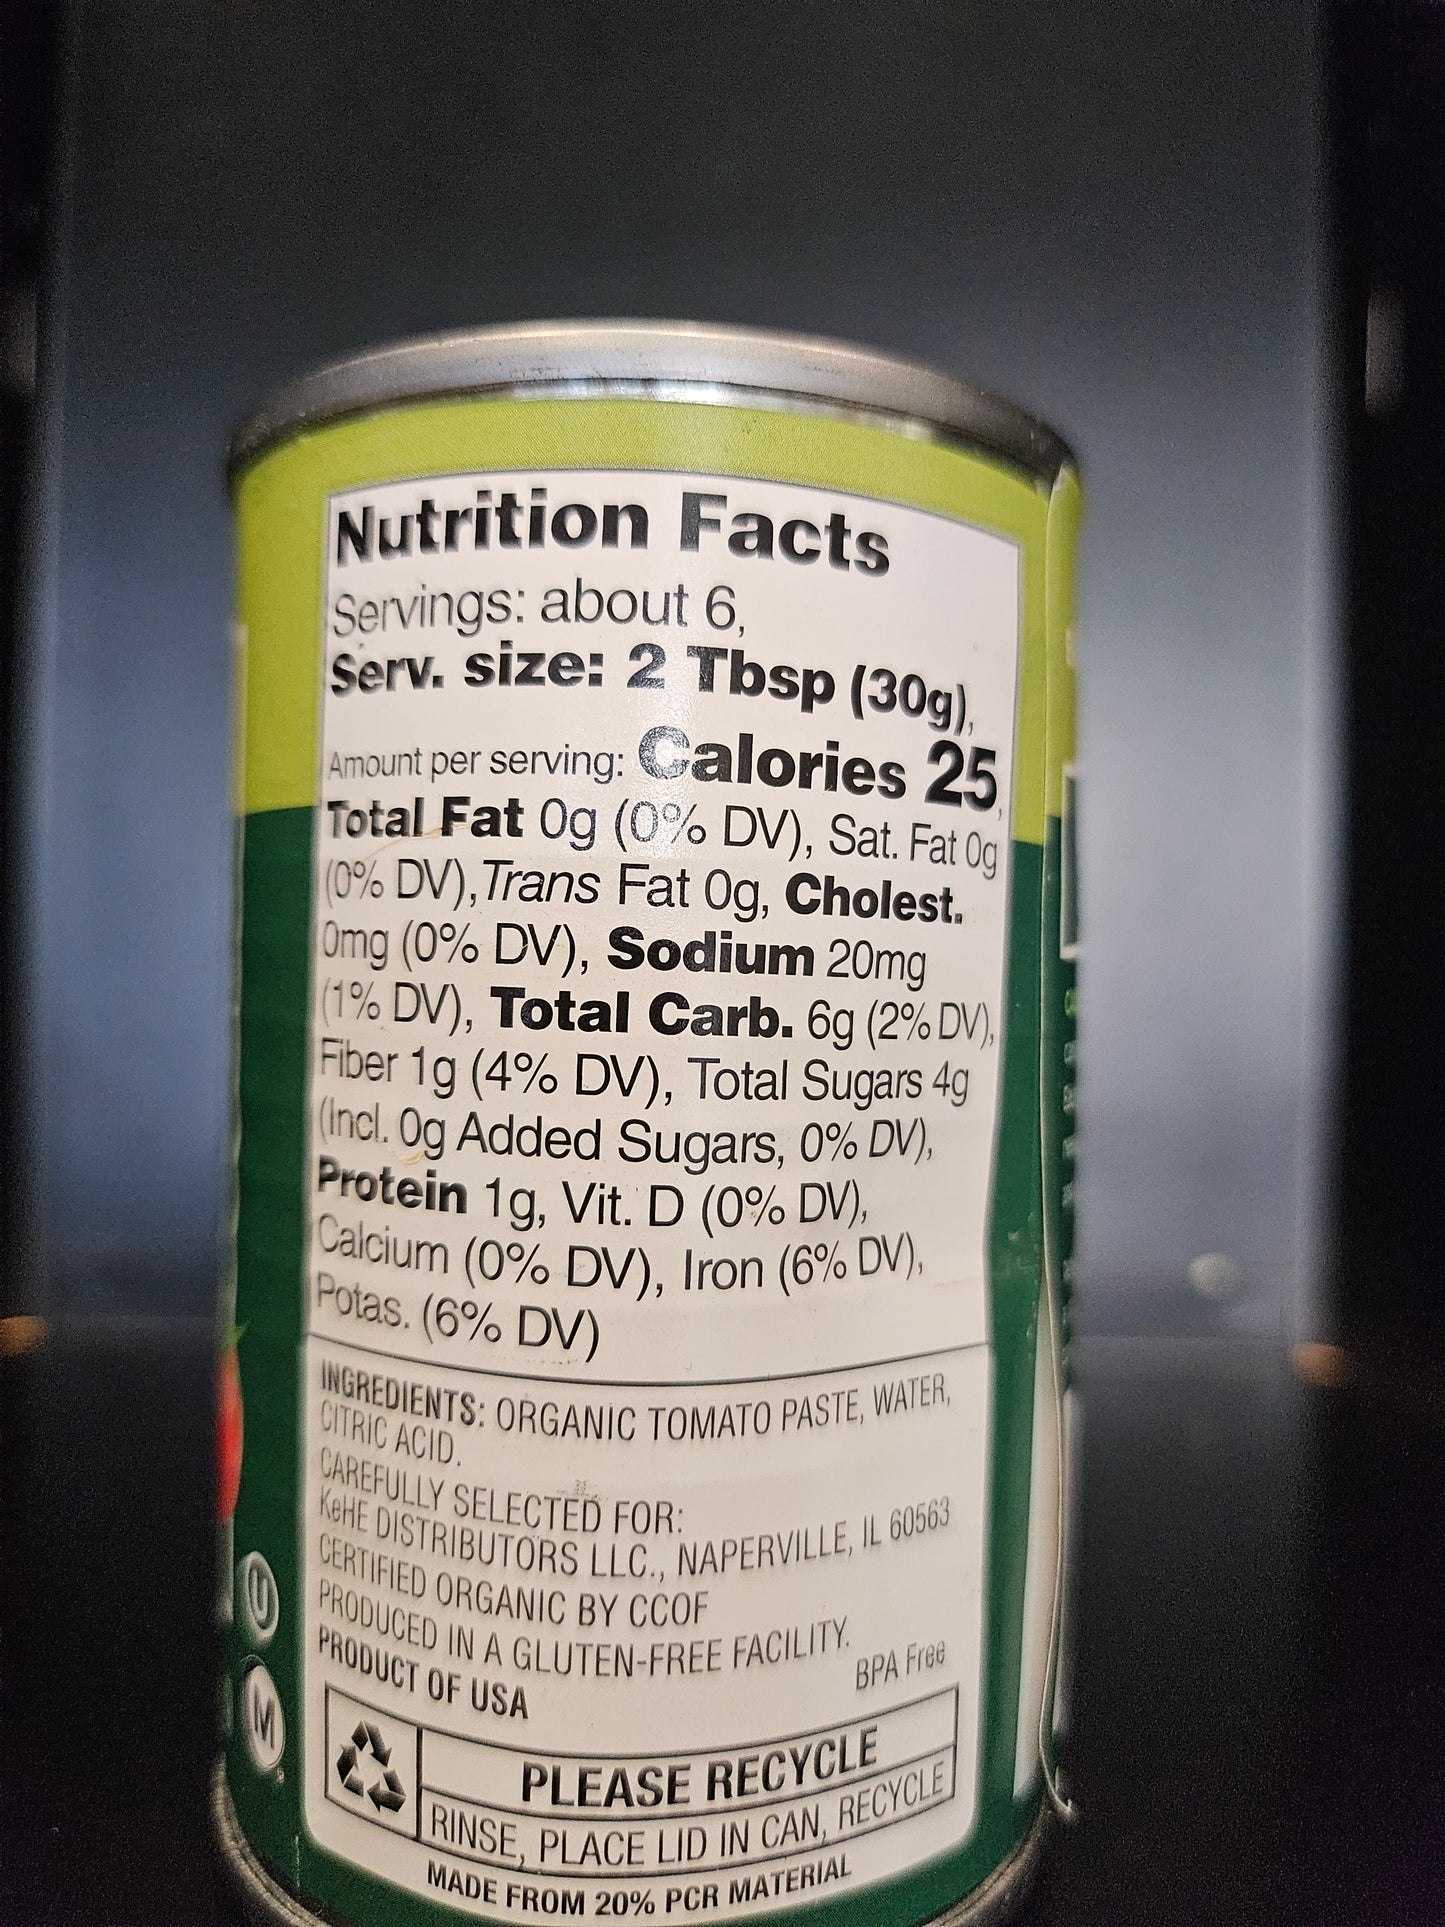 Nutrition Facts
Servings: about 6,
Serv. size: 2 Tbsp (30g),
Amount per serving: Calories 25,
Total Fat 0g (0% DV), Sat. Fat 0g
(0% DV), Trans Fat 0g, Cholest.
0mg (0% DV), Sodium 20mg
(1% DV), Total Carb. 6g (2% DV),
Fiber 1g (4% DV), Total Sugars 4g
(Incl. 0g Added Sugars, 0% DV),
Protein 1g, Vit. D (0% DV),
Calcium (0% DV), Iron (6% DV),
Potas. (6% DV)
INGREDIENTS: ORGANIC TOMATO PASTE, WATER,
CITRIC ACID.
CAREFULLY SELECTED FOR:
KeHE DISTRIBUTORS LLC., NAPERVILLE, IL 60563
CERTIFIED ORGANIC BY CCOF
PRODUCED IN A GLUTEN-FREE FACILITY.
PRODUCT OF USA
BPA Free
U
M
PLEASE RECYCLE
RINSE, PLACE LID IN CAN, RECYCLE
MADE FROM 20% PCR MATERIAL